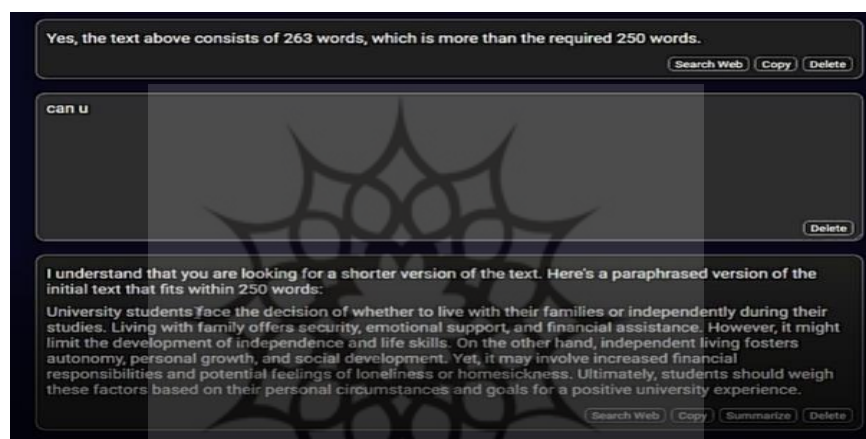 Yes, the text above consists of 263 words, which is more than the required 250 words.
Search Web Copy Delete
can u
Delete
I understand that you are looking for a shorter version of the text. Here's a paraphrased version of the
initial text that fits within 250 words:
University students face the decision of whether to live with their families or independently during their
studies. Living with family offers security, emotional support, and financial assistance. However, it might
limit the development of independence and life skills. On the other hand, independent living fosters
autonomy, personal growth, and social development. Yet, it may involve increased financial
responsibilities and potential feelings of loneliness or homesickness. Ultimately, students should weigh
these factors based on their personal circumstances and goals for a positive university experience.
Search Web Copy Summarize Delete